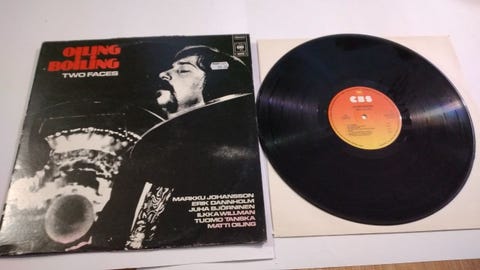 OILING
BOILING
TWO FACES
MARKKU JOHANSSON
ERIK DANNHOLM
JUHA BJÖRNINEN
ILKKA WILLMAN
TUOMO TANSKA
MATTI OILING
CBS